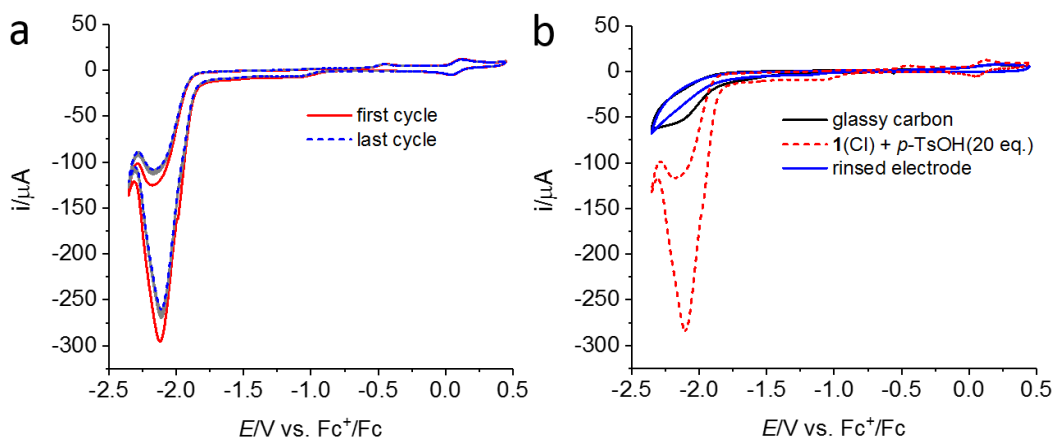 a
50
0
-50
-100
-150
-200
-250
-300
i/µA
-2.5 -2.0 -1.5 -1.0 -0.5 0.0 0.5
E/V vs. Fc⁺/Fc
first cycle
last cycle
b
50
0
-50
-100
-150
-200
-250
-300
i/µA
-2.5 -2.0 -1.5 -1.0 -0.5 0.0 0.5
E/V vs. Fc⁺/Fc
glassy carbon
1(Cl) + p-TsOH(20 eq.)
rinsed electrode